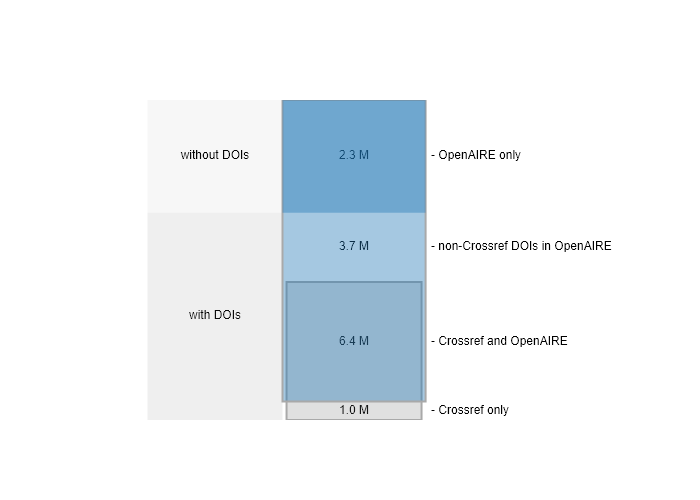 without DOIs
2.3 M
- OpenAIRE only
3.7 M
- non-Crossref DOIs in OpenAIRE
with DOIs
6.4 M
- Crossref and OpenAIRE
1.0 M
- Crossref only